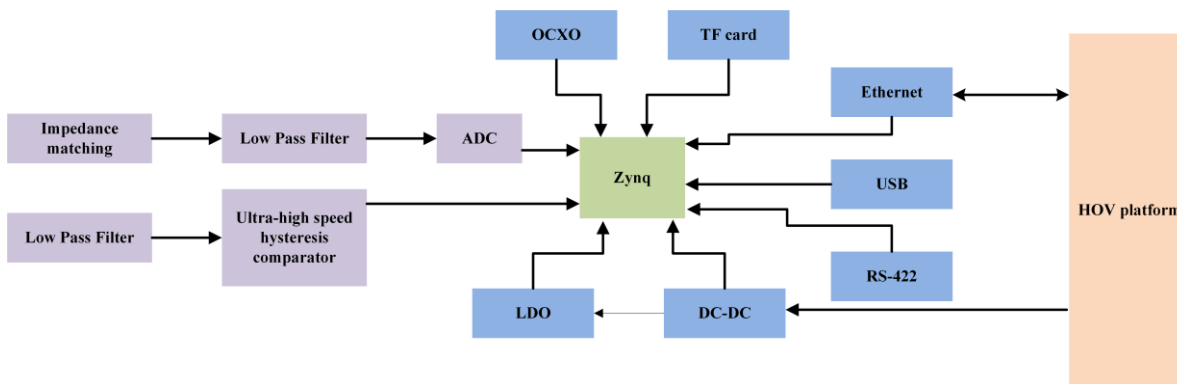 OCXO
TF card
Ethernet
Impedance
matching
Low Pass Filter
ADC
Zynq
USB
HOV platform
Low Pass Filter
Ultra-high speed
hysteresis
comparator
RS-422
LDO
DC-DC